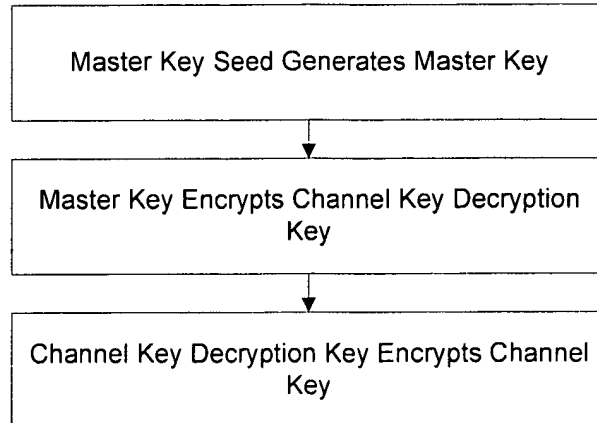 Master Key Seed Generates Master Key
Master Key Encrypts Channel Key Decryption
Key
Channel Key Decryption Key Encrypts Channel
Key